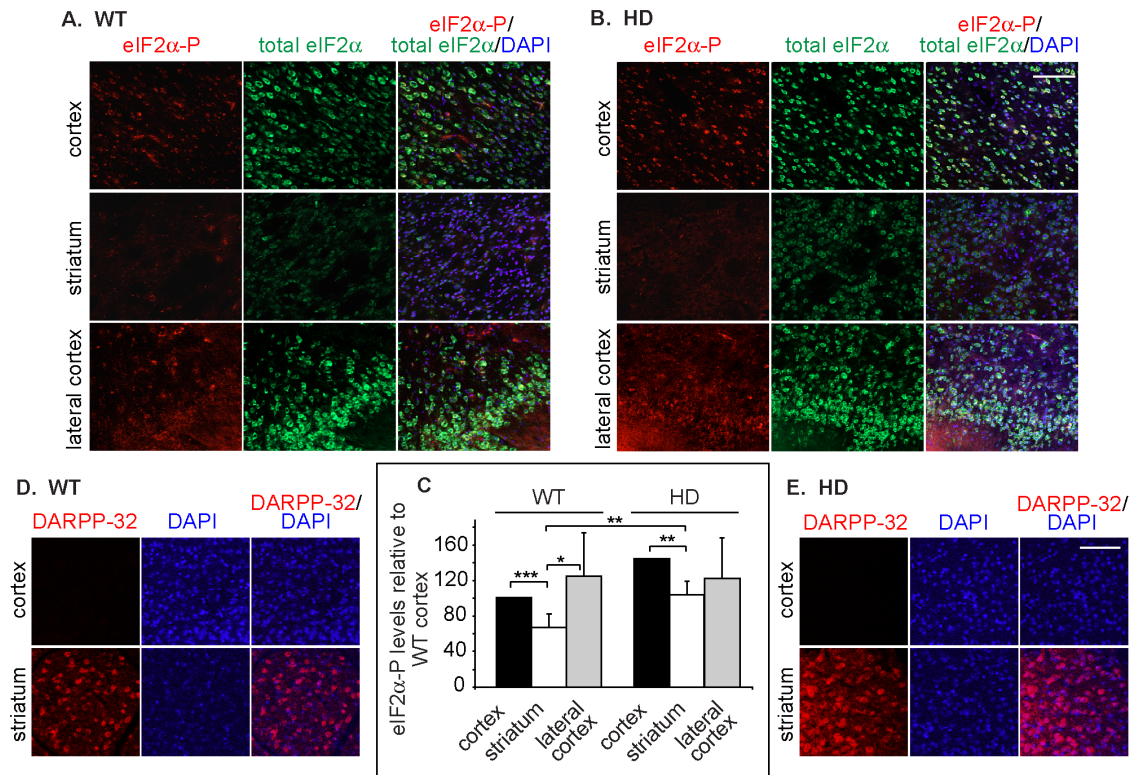 A. WT
eIF2α-P
total eIF2α
eIF2α-P/
total eIF2α/DAPI
cortex
striatum
lateral cortex
B. HD
eIF2α-P
total eIF2α
eIF2α-P/
total eIF2α/DAPI
cortex
striatum
lateral cortex
D. WT
DARPP-32
DAPI
DARPP-32/
DAPI
cortex
striatum
C
WT
HD
eIF2α-P levels relative to
WT cortex
160
120
80
40
0
***
*
**
**
cortex
striatum
lateral
cortex
cortex
striatum
lateral
cortex
E. HD
DARPP-32
DAPI
DARPP-32/
DAPI
cortex
striatum